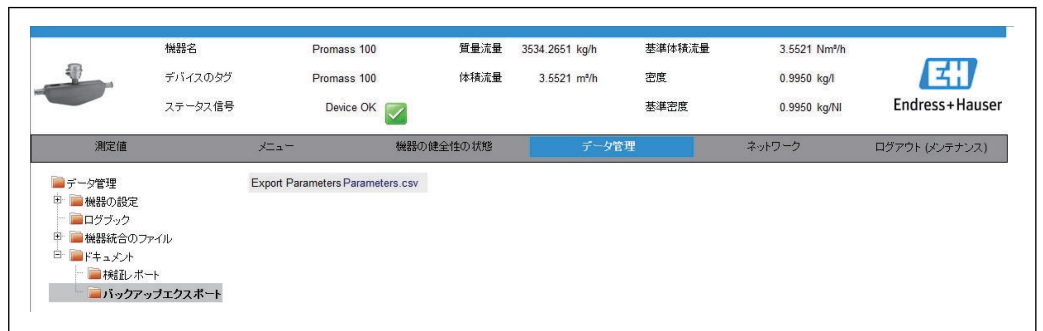 機器名 Promass 100 質量流量 3534.2651 kg/h 基準体積流量 3.5521 Nm³/h
デバイスのタグ Promass 100 体積流量 3.5521 m³/h 密度 0.9950 kg/l
ステータス信号 Device OK 基準密度 0.9950 kg/Nl
EH
Endress+Hauser
測定値 メニュー 機器の健全性の状態 データ管理 ネットワーク ログアウト (メンテナンス)
データ管理 Export Parameters Parameters.csv
機器の設定
ログブック
機器統合のファイル
ドキュメント
検証レポート
バックアップエクスポート